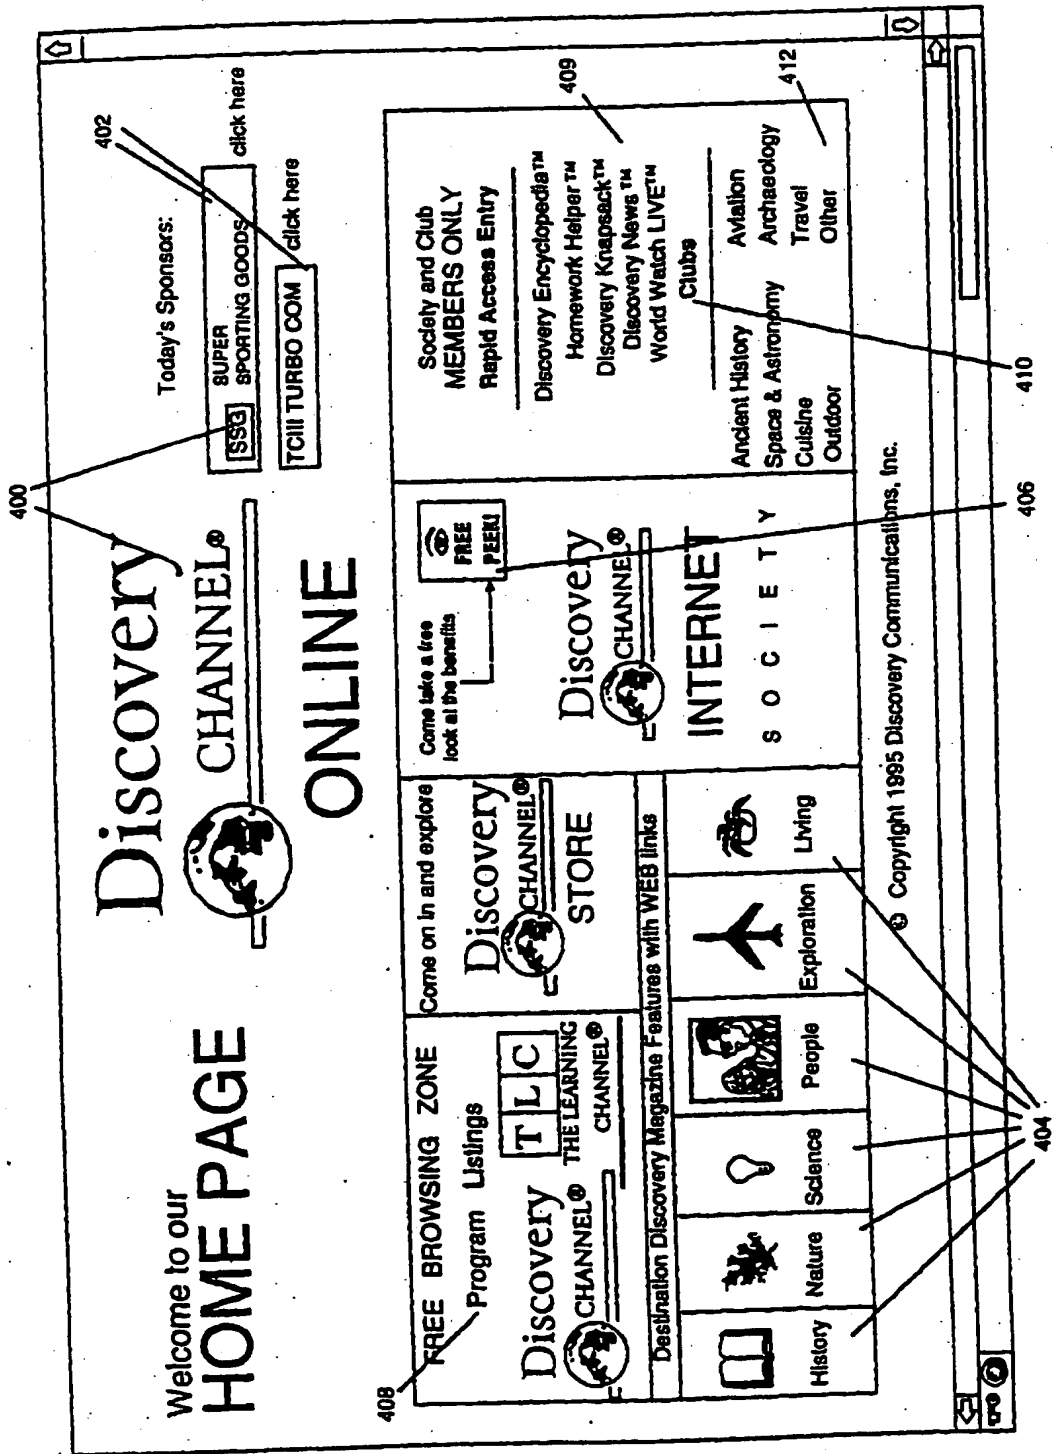 Welcome to our
HOME PAGE
Discovery
CHANNEL®
ONLINE
400
Today's Sponsors:
402
SSG
SUPER
SPORTING GOODS
click here
TCIII TURBO COM
click here
408
FREE BROWSING ZONE
Program Listings
Discovery
CHANNEL®
T L C
THE LEARNING
CHANNEL®
Come on in and explore
Discovery
CHANNEL®
STORE
Destination Discovery Magazine Features with WEB links
History
Nature
Science
People
Exploration
Living
404
Come take a free
look at the benefits
FREE
PEEK!
Discovery
CHANNEL®
INTERNET
S O C I E T Y
406
Society and Club
MEMBERS ONLY
Rapid Access Entry
Discovery Encyclopedia™
Homework Helper™
Discovery Knapsack™
Discovery News™
World Watch LIVE™
409
Clubs
Ancient History
Aviation
Space & Astronomy
Archaeology
Cuisine
Travel
Outdoor
Other
412
410
© Copyright 1995 Discovery Communications, Inc.